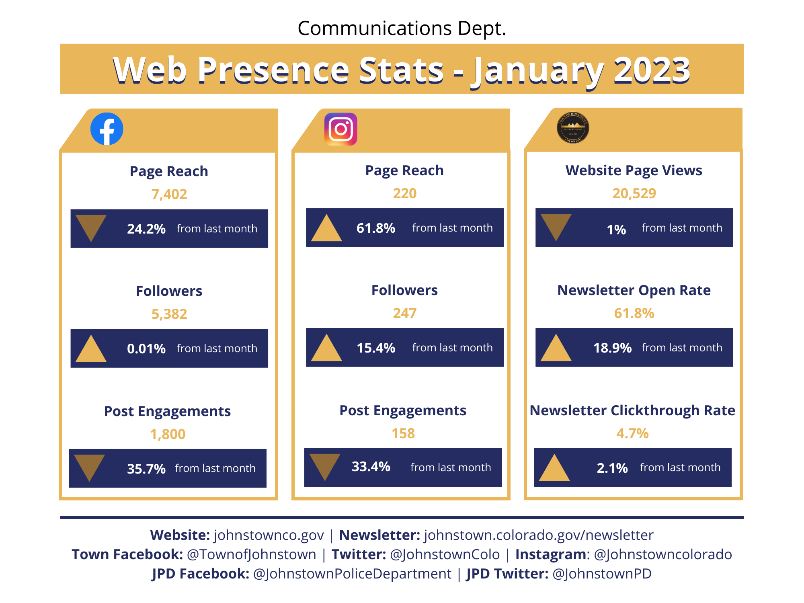 Communications Dept.
Web Presence Stats - January 2023
Page Reach
7,402
24.2% from last month
Followers
5,382
0.01% from last month
Post Engagements
1,800
35.7% from last month
Page Reach
220
61.8% from last month
Followers
247
15.4% from last month
Post Engagements
158
33.4% from last month
Website Page Views
20,529
1% from last month
Newsletter Open Rate
61.8%
18.9% from last month
Newsletter Clickthrough Rate
4.7%
2.1% from last month
Website: johnstownco.gov | Newsletter: johnstown.colorado.gov/newsletter
Town Facebook: @TownofJohnstown | Twitter: @JohnstownColo | Instagram: @Johnstowncolorado
JPD Facebook: @JohnstownPoliceDepartment | JPD Twitter: @JohnstownPD